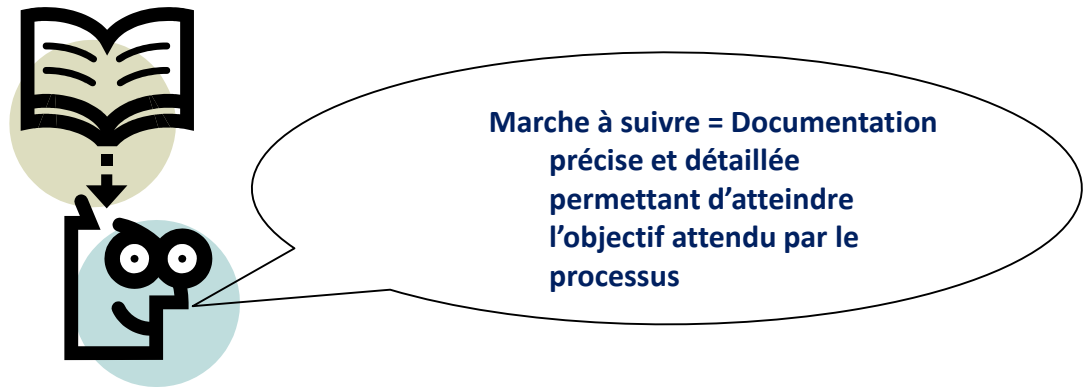 Marche à suivre = Documentation
précise et détaillée
permettant d’atteindre
l’objectif attendu par le
processus